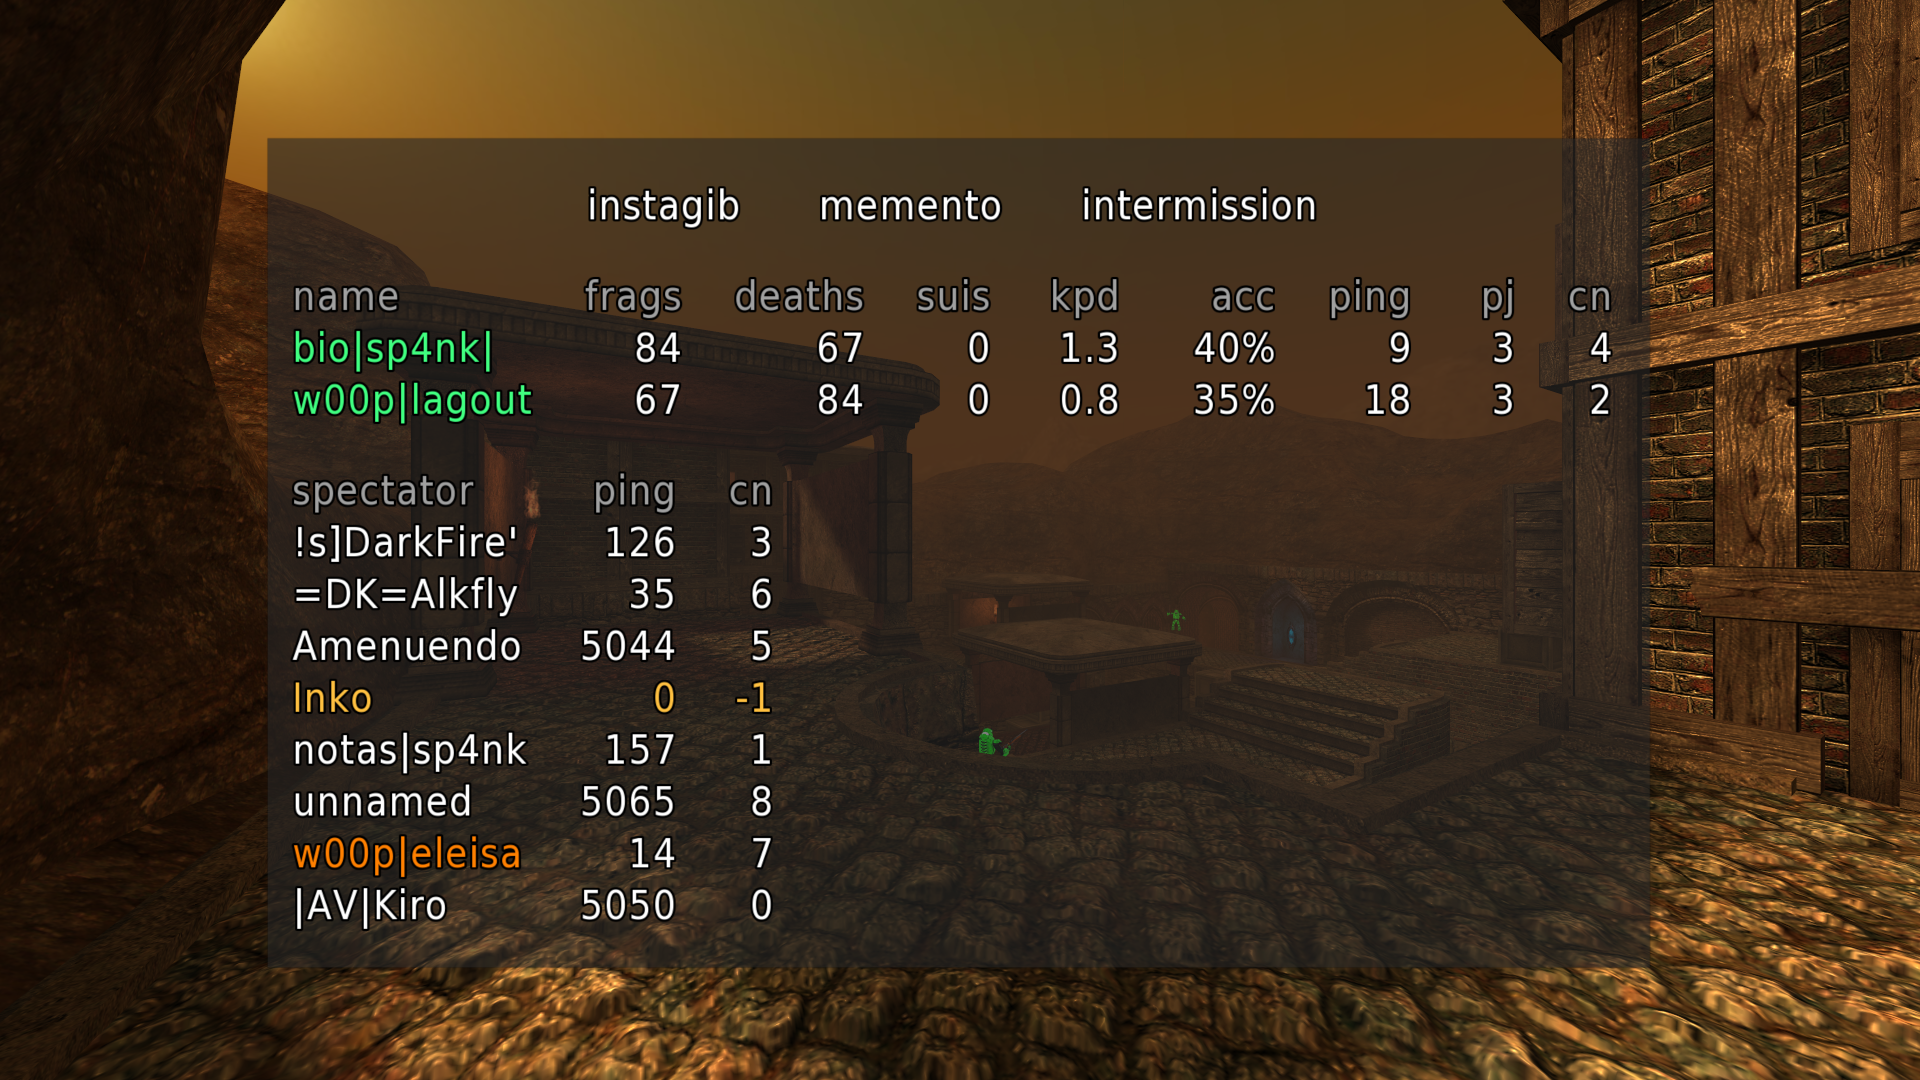 instagib memento intermission
name frags deaths suis kpd acc ping pj cn
bio|sp4nk| 84 67 0 1.3 40% 9 3 4
w00p|lagout 67 84 0 0.8 35% 18 3 2
spectator ping cn
!s]DarkFire' 126 3
=DK=Alkfly 35 6
Amenuendo 5044 5
Inko 0 -1
notas|sp4nk 157 1
unnamed 5065 8
w00p|eleisa 14 7
|AV|Kiro 5050 0